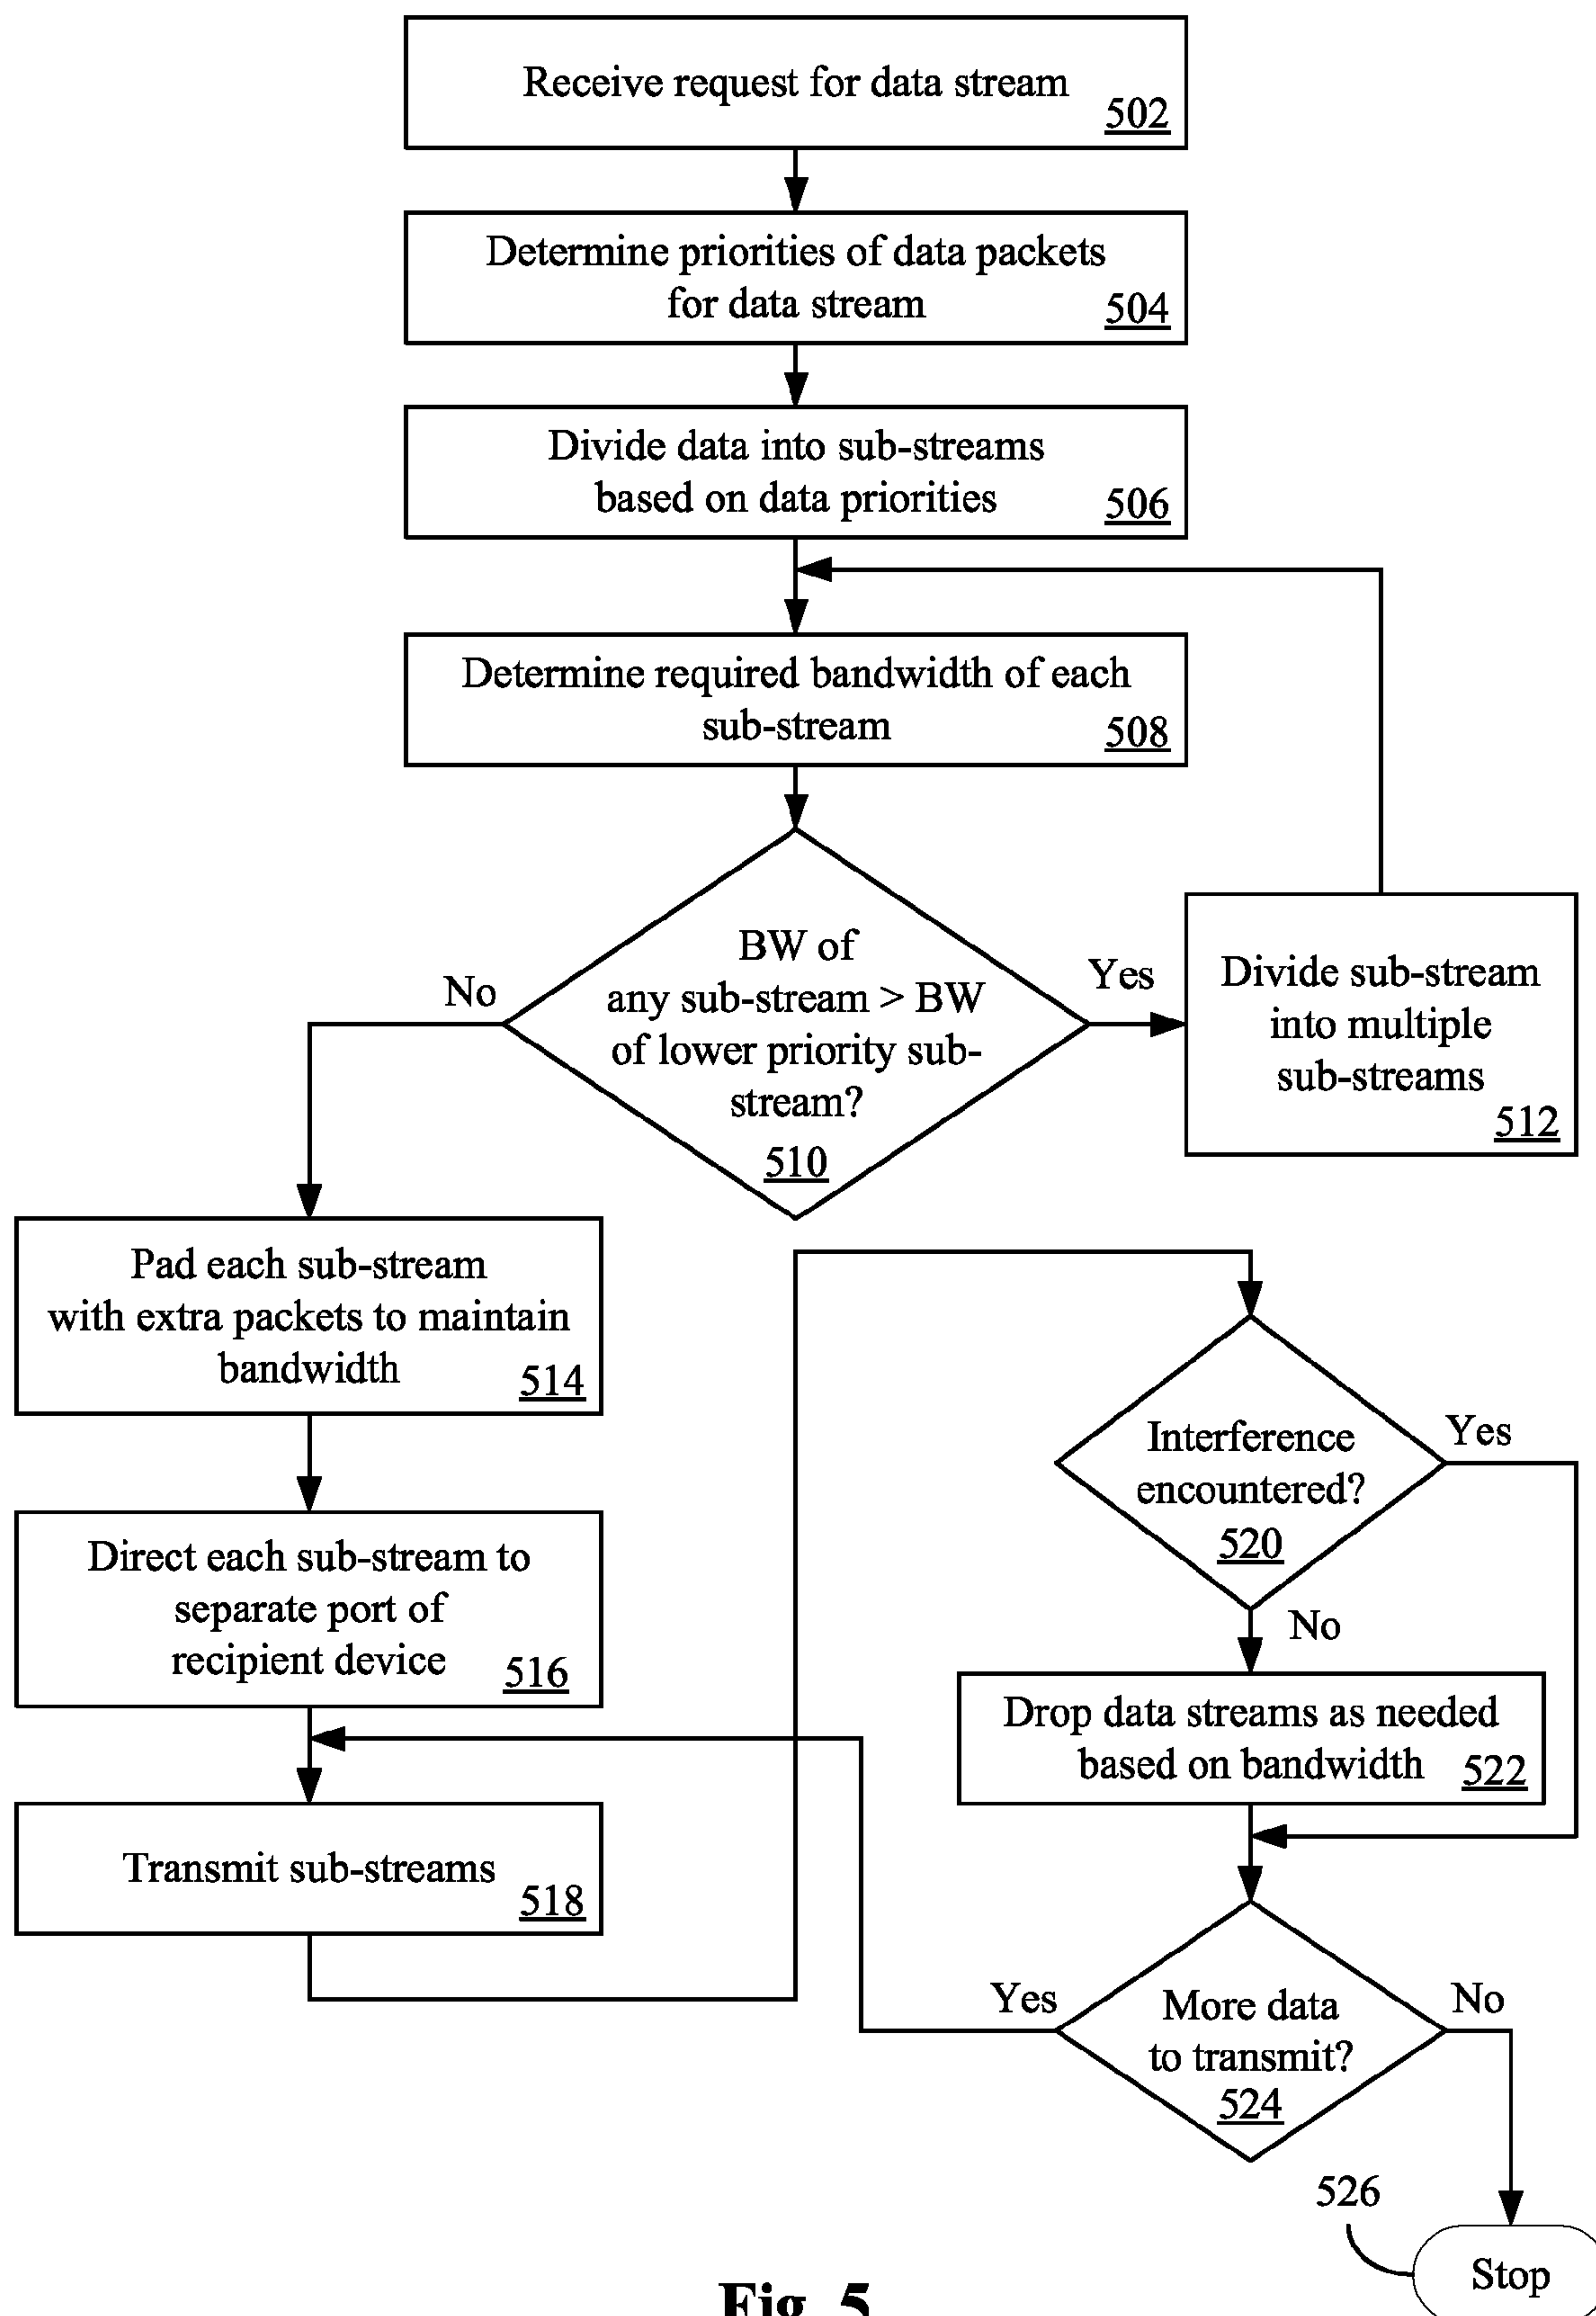 Receive request for data stream
502
Determine priorities of data packets
for data stream
504
Divide data into sub-streams
based on data priorities
506
Determine required bandwidth of each
sub-stream
508
BW of
any sub-stream > BW
of lower priority sub-
stream?
510
No
Yes
Divide sub-stream
into multiple
sub-streams
512
Pad each sub-stream
with extra packets to maintain
bandwidth
514
Direct each sub-stream to
separate port of
recipient device
516
Transmit sub-streams
518
Interference
encountered?
520
Yes
No
Drop data streams as needed
based on bandwidth
522
More data
to transmit?
524
Yes
No
526
Stop
Fig. 5